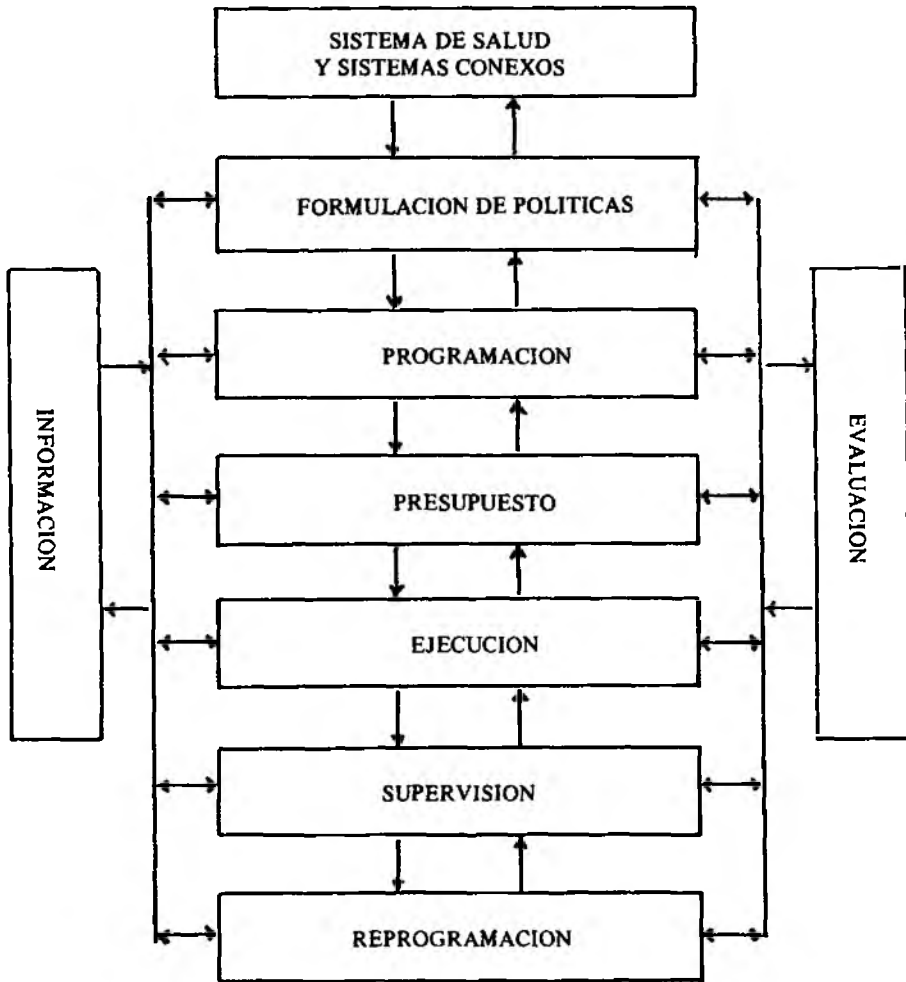 SISTEMA DE SALUD
Y SISTEMAS CONEXOS
FORMULACION DE POLITICAS
PROGRAMACION
PRESUPUESTO
EJECUCION
SUPERVISION
REPROGRAMACION
INFORMACION
EVALUACION